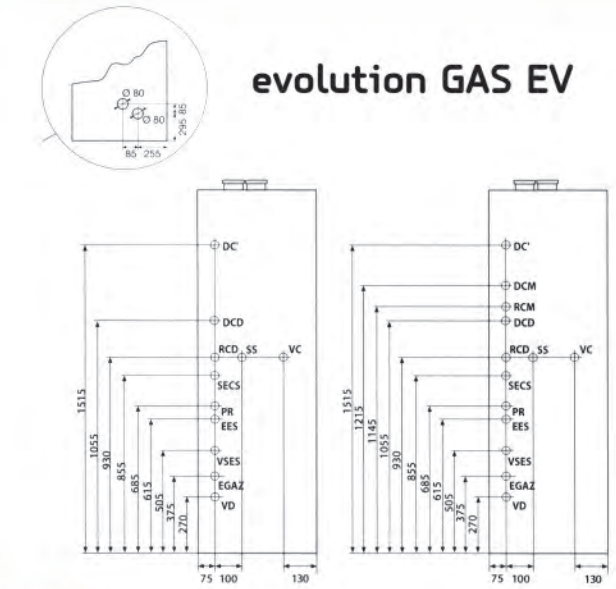 evolution GAS EV
Ø 80
Ø 80
85
295
85 255
DC'
DCD
RCD SS VC
SECS
PR
EES
VSES
EGAZ
VD
1515
1055
930
855
685
615
505
375
270
75 100 130
DC'
DCM
RCM
DCD
RCD SS VC
SECS
PR
EES
VSES
EGAZ
VD
1515
1215
1145
1055
930
855
685
615
505
375
270
75 100 130